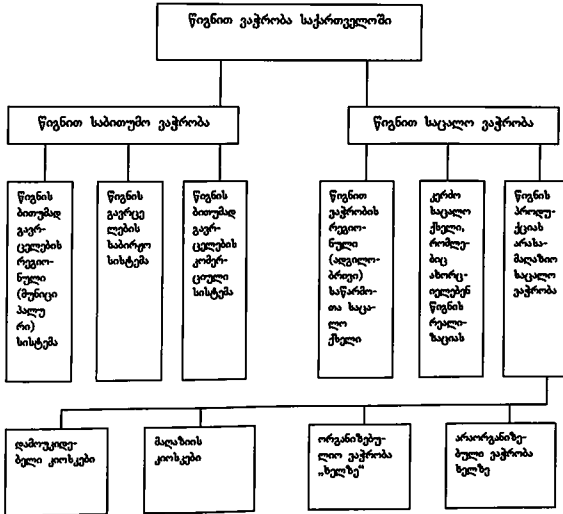 წიგნით ვაჭრობა საქართველოში
წიგნით საბითუმო ვაჭრობა
წიგნით საცალო ვაჭრობა
წიგნის
ბითუმად
გავრ-
ცელების
რეგიო-
ნული
(მუნიცი
პალუ
რი)
სისტემა
წიგნის
გავრცე
ლების
საბირჟო
სისტემა
წიგნის
ბითუმად
გავრ-
ცელების
კომერ-
ციული
სისტემა
წიგნით
ვაჭრობის
რეგიო-
ნული
(ადგილო-
ბრივი)
საწარმო-
თა საცა-
ლო
ქსელი
კერძო
საცალო
ქსელი,
რომლე-
ბიც
ახორც-
იელებენ
წიგნის
რეალი-
ზაციას
წიგნის
პროდუ-
ქციას
არასა-
მაღაზიო
საცალო
ვაჭრობა
დამოუკიდე-
ბელი კიოსკები
მაღაზიის
კიოსკები
ორგანიზებუ-
ლიო ვაჭრობა
„ხელზე“
არაორგანიზე-
ბული ვაჭრობა
ხელზე